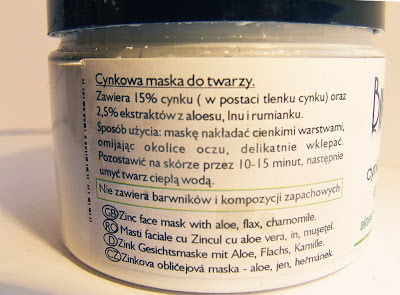 Cynkowa maska do twarzy.
Zawiera 15% cynku ( w postaci tlenku cynku) oraz
2,5% ekstraktów z aloesu, lnu i rumianku.
Sposób użycia: maskę nakładać cienkimi warstwami,
omijając okolice oczu, delikatnie wklepać.
Pozostawić na skórze przez 10-15 minut, następnie
umyć twarz ciepłą wodą.
Nie zawiera barwników i kompozycji zapachowych
GB Zinc face mask with aloe, flax, chamomile.
RO Masti faciale cu Zincul cu aloe vera, in, muşeţel.
D Zink Gesichtsmaske mit Aloe, Flachs, Kamille.
CZ Zinkova obličejová maska - aloe, jen, heřmánek.